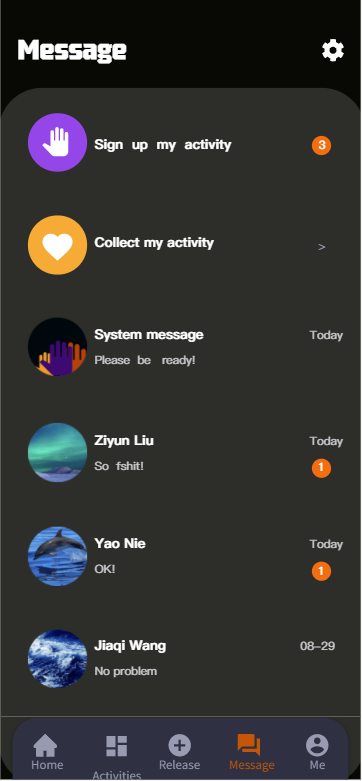 Message
Sign up my activity
3
Collect my activity
>
System message
Today
Please be ready!
Ziyun Liu
Today
So fshit!
1
Yao Nie
Today
OK!
1
Jiaqi Wang
08-29
No problem
Home
Activities
Release
Message
Me